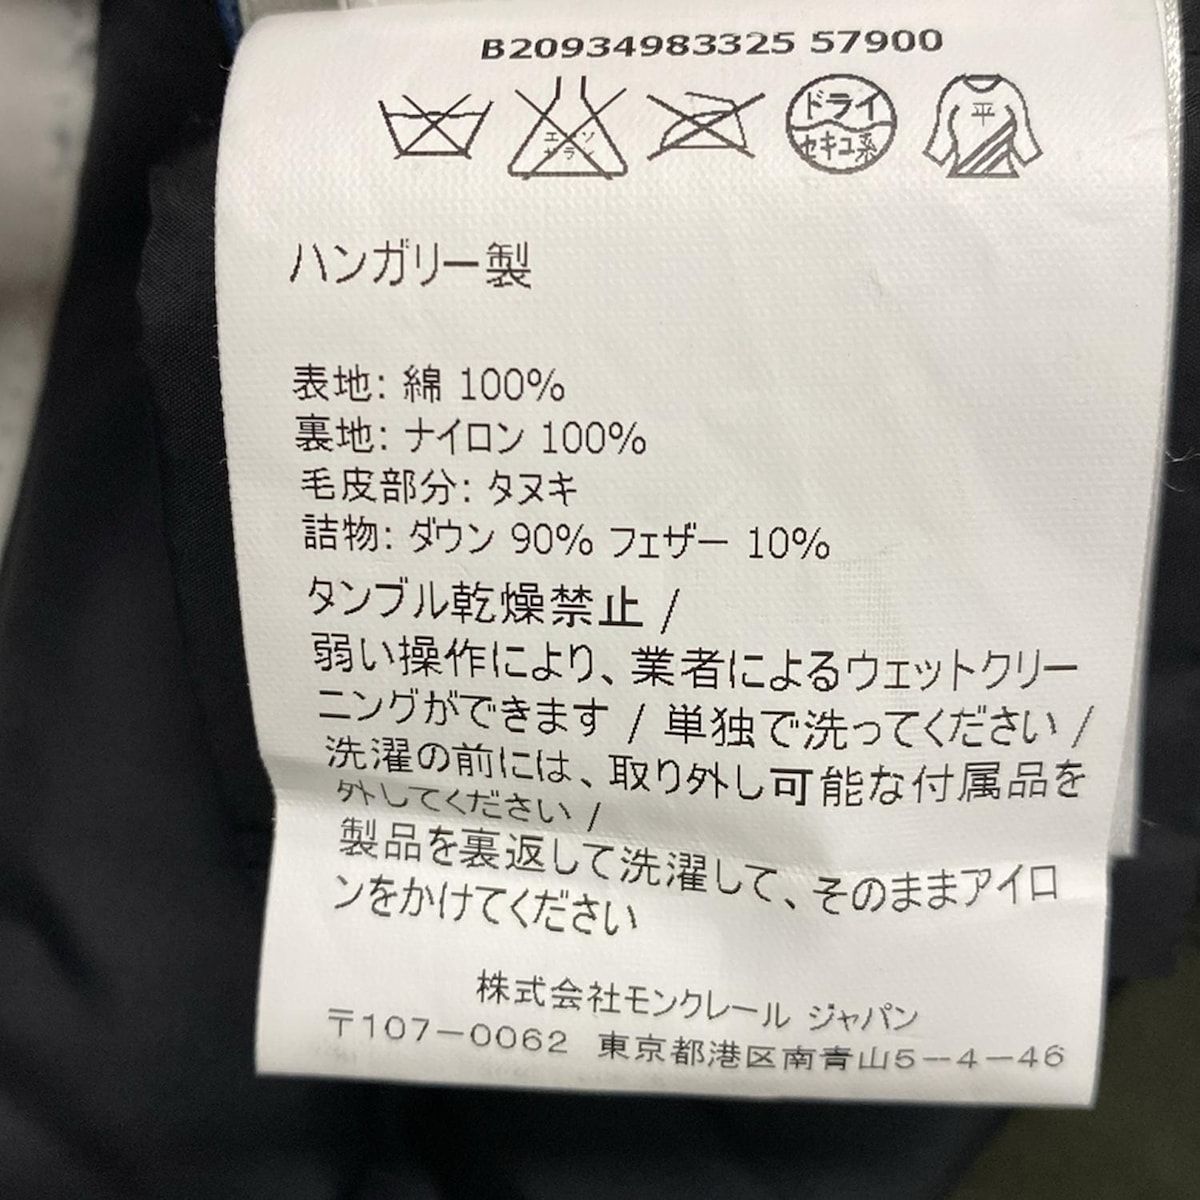 B20934983325 57900
エンソ
サラシ
ドライ
セキユ系
平
ハンガリー製
表地: 綿 100%
裏地: ナイロン 100%
毛皮部分: タヌキ
詰物: ダウン 90% フェザー 10%
タンブル乾燥禁止 /
弱い操作により、業者によるウェットクリー
ニングができます / 単独で洗ってください /
洗濯の前には、取り外し可能な付属品を
外してください /
製品を裏返して洗濯して、そのままアイロ
ンをかけてください
株式会社モンクレール ジャパン
〒107-0062 東京都港区南青山5-4-46